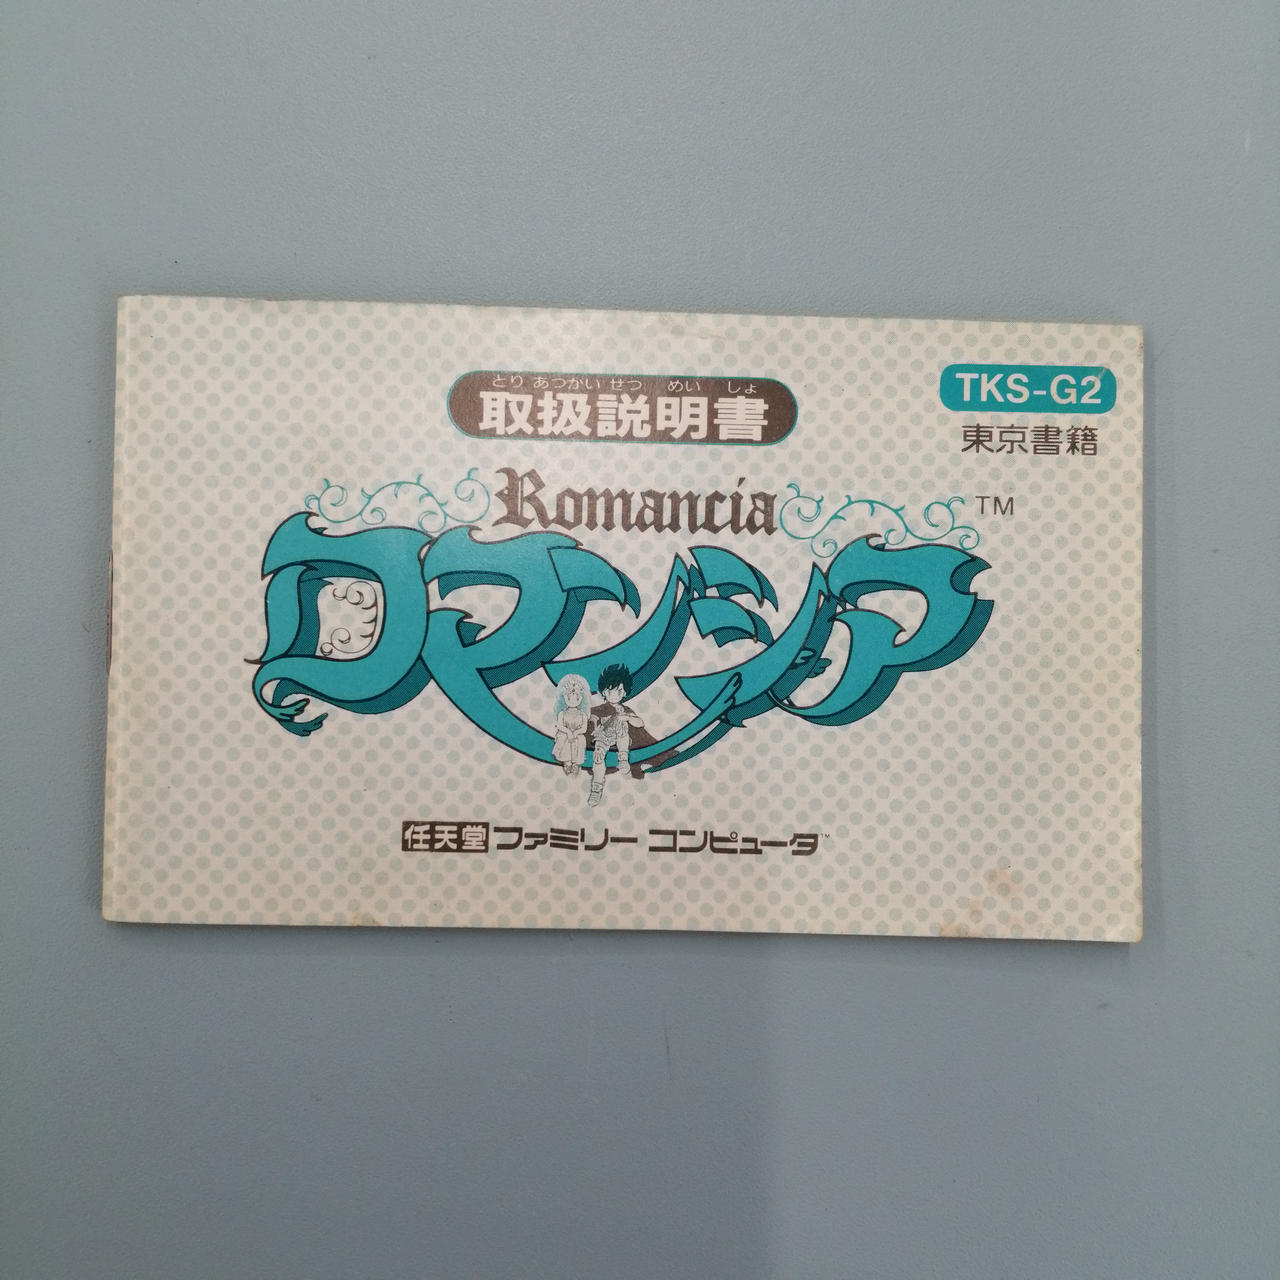 とり あつかい せつ めい しょ
取扱説明書
TKS-G2
東京書籍
Romancia
TM
ロマンシア
任天堂 ファミリー コンピュータ™